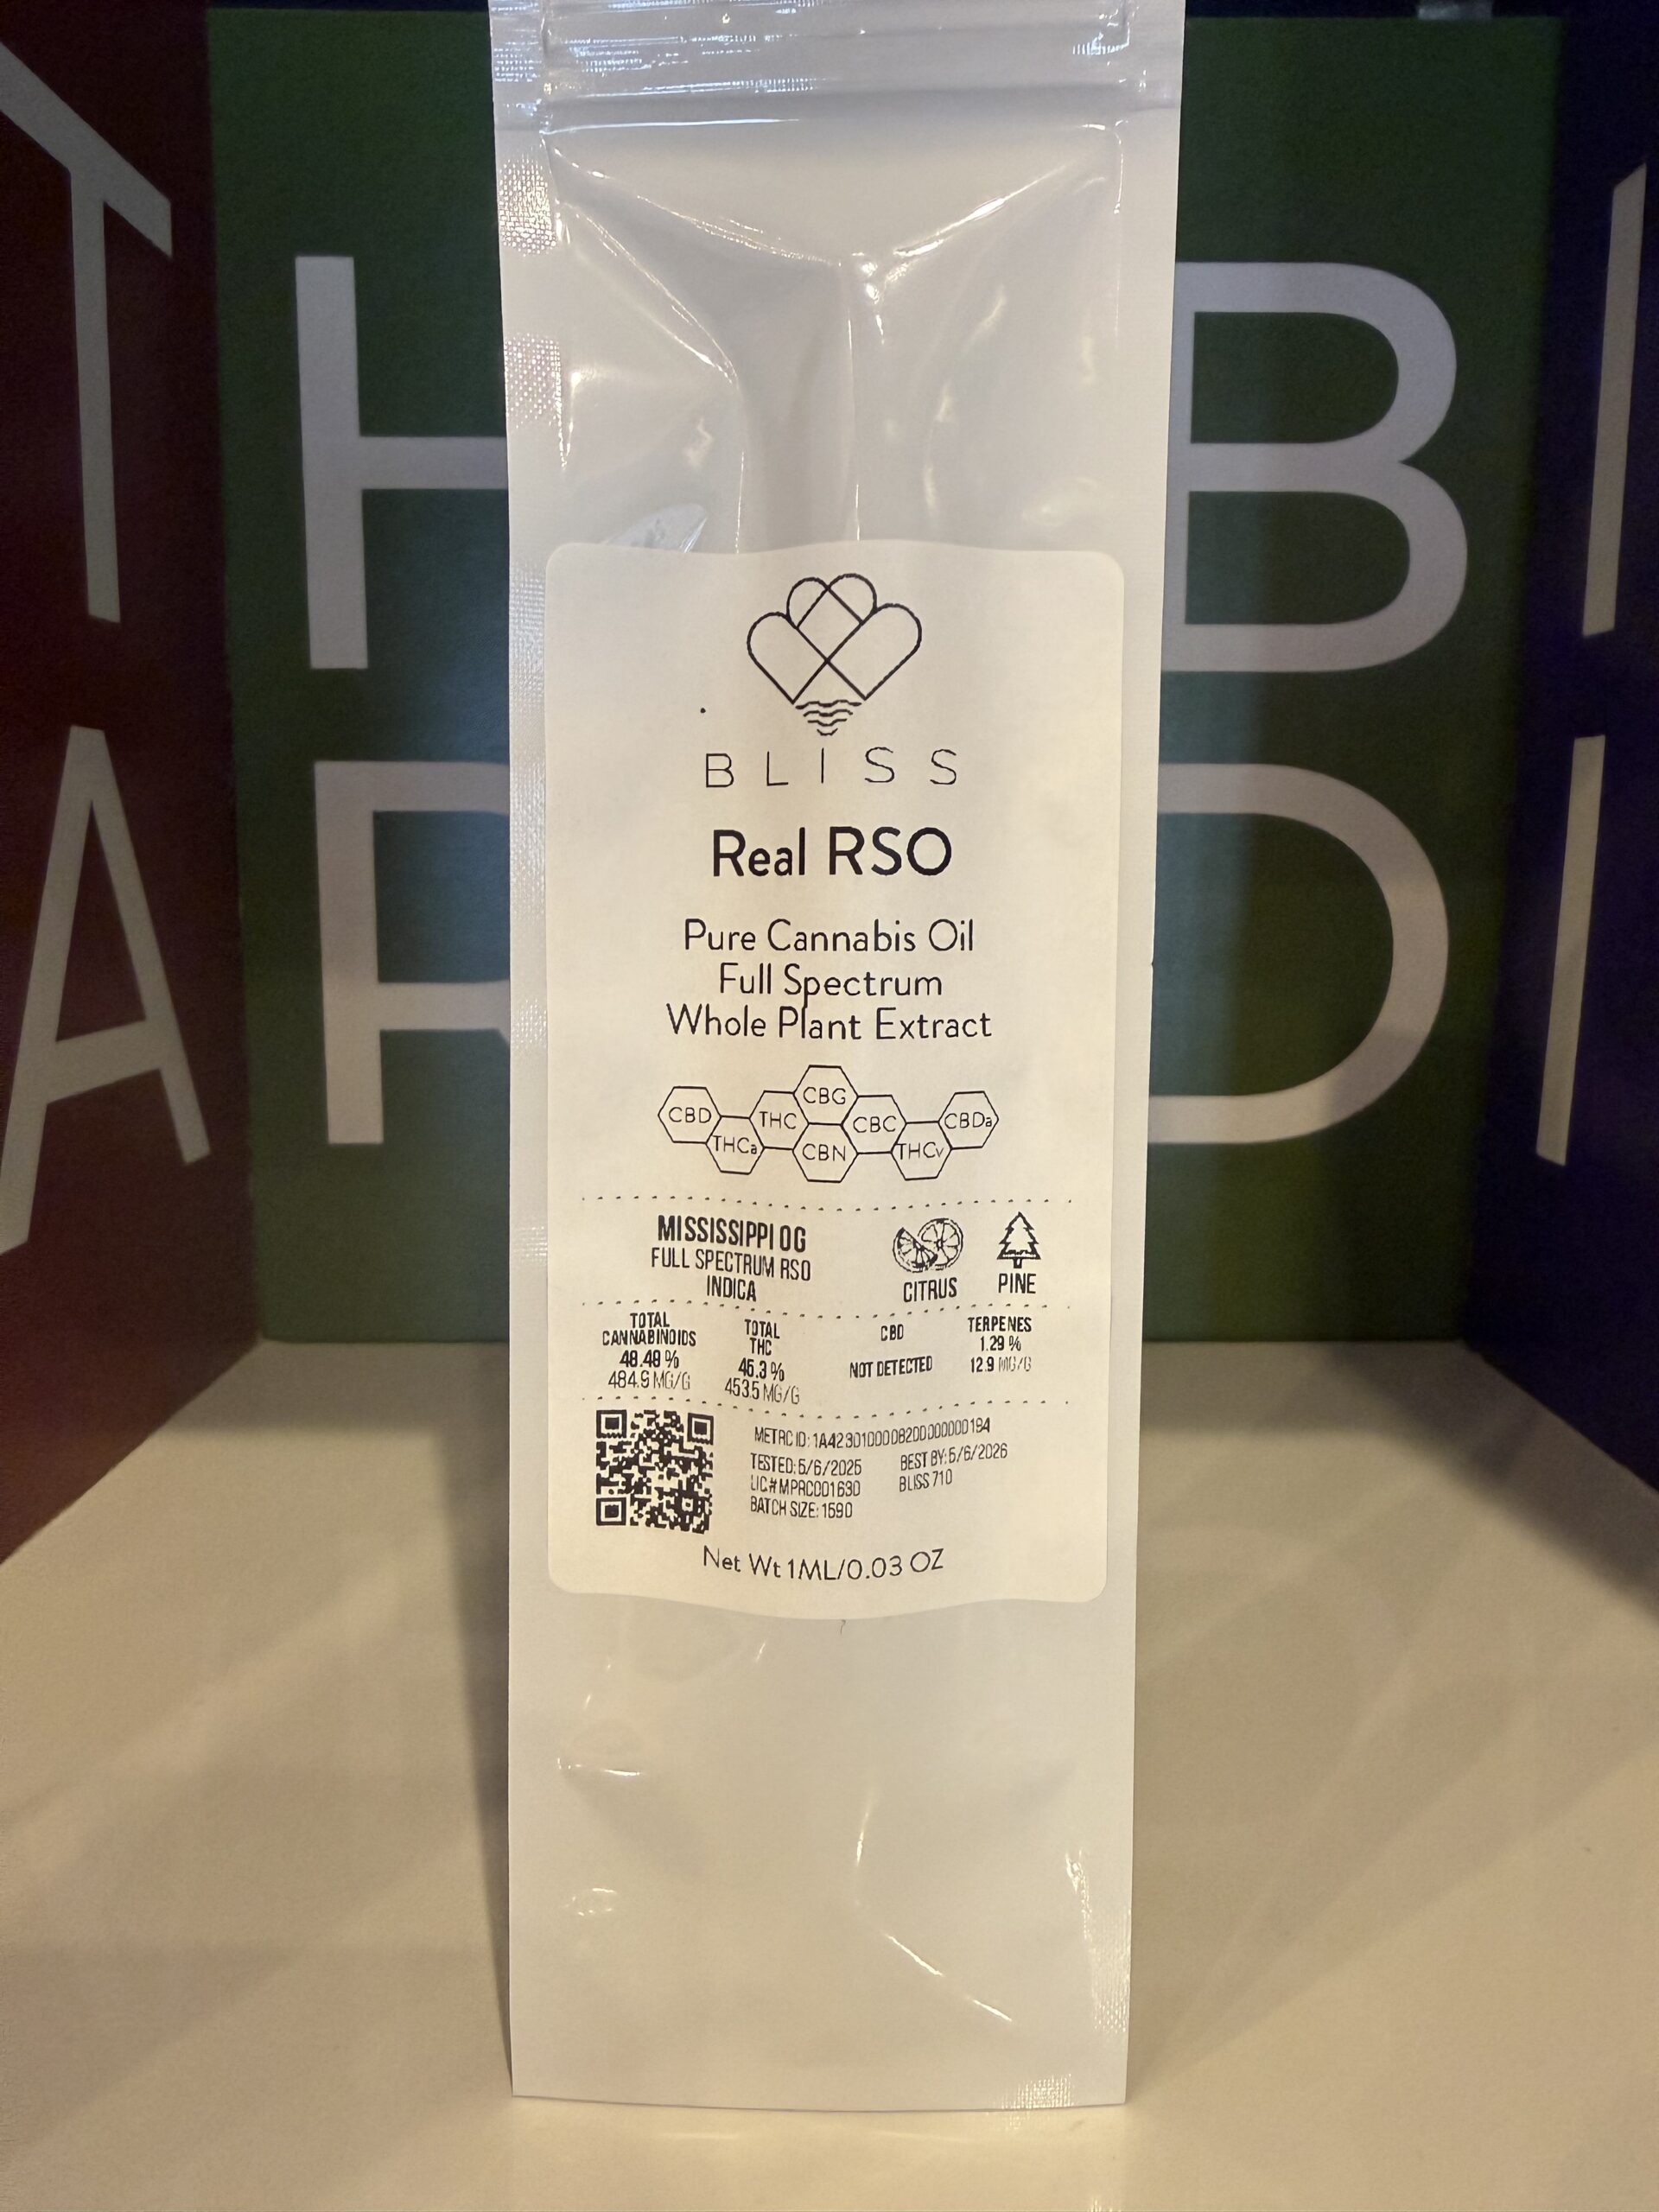 BLISS
Real RSO
Pure Cannabis Oil
Full Spectrum
Whole Plant Extract
CBG
CBD THC CBC CBDa
THCa CBN THCv
MISSISSIPPI OG
FULL SPECTRUM RSO
INDICA
CITRUS PINE
TOTAL CANNABINOIDS
48.48 %
MG/G
TOTAL THC
45.3 %
453.5 MG/G
CBD
NOT DETECTED
TERPENES
1.29 %
12.9 MG/G
METRC ID:
TESTED: 5/6/2025
BEST BY: 5/6/2026
BLISS 710
BATCH SIZE: 1590
Net Wt 1ML/0.03 OZ
T H B
A R D